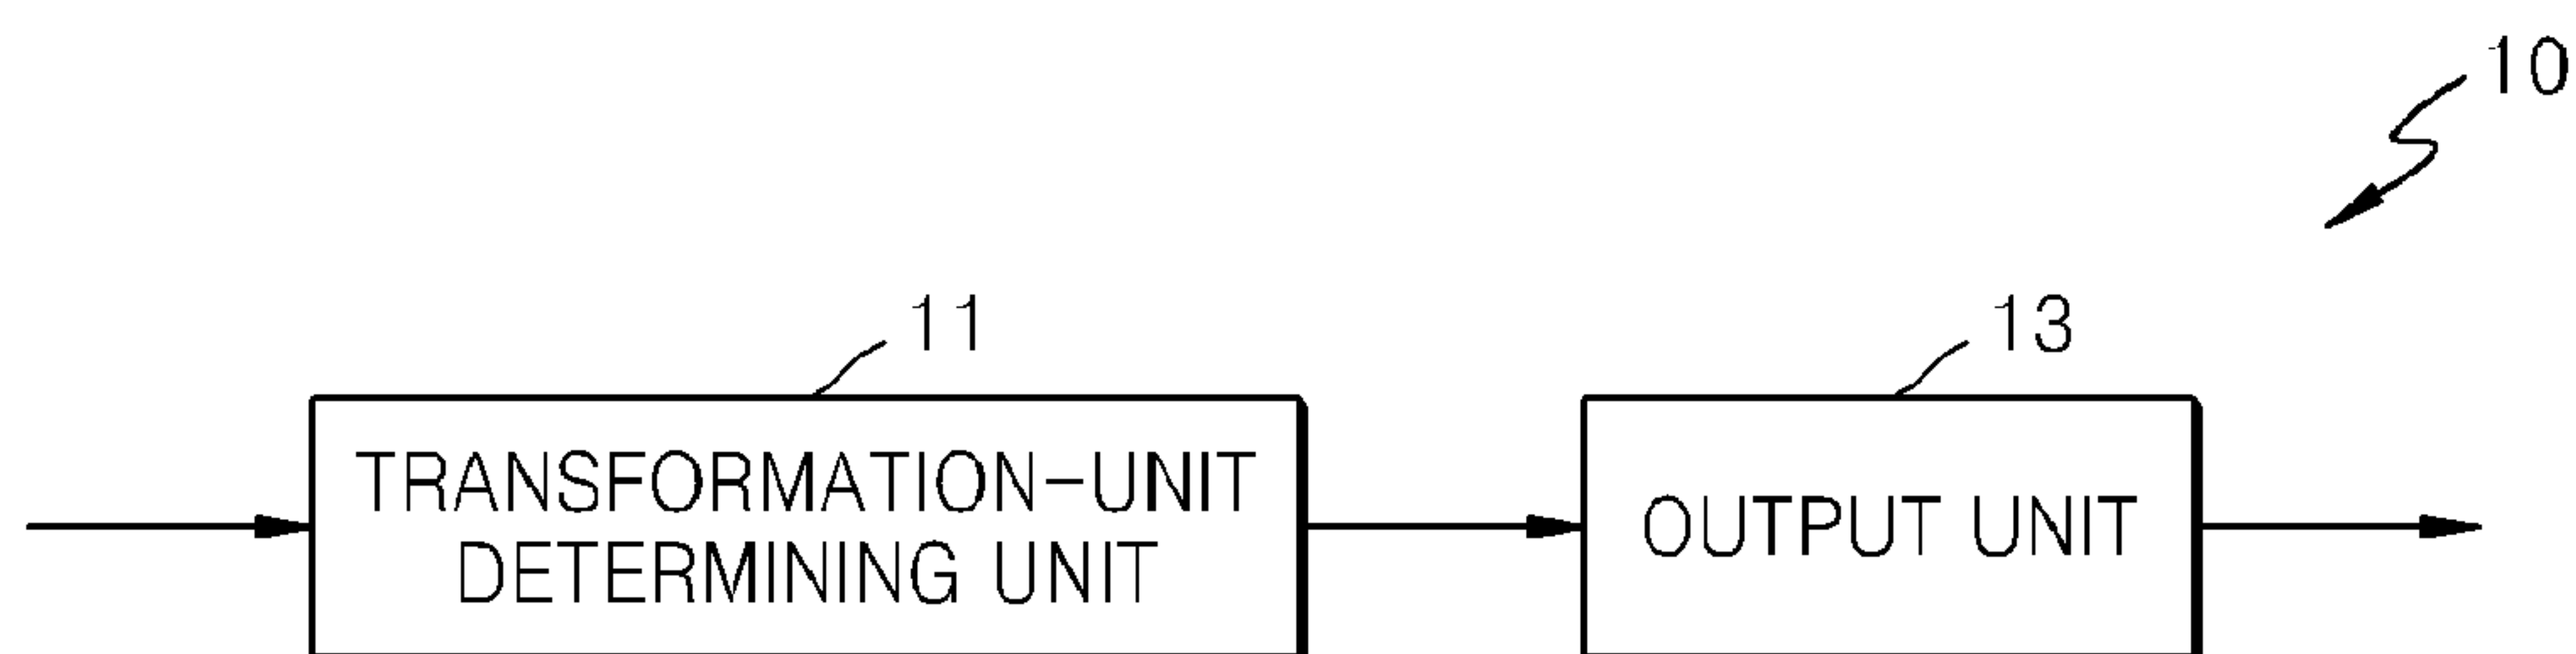 10
11
13
TRANSFORMATION-UNIT
DETERMINING UNIT
OUTPUT UNIT